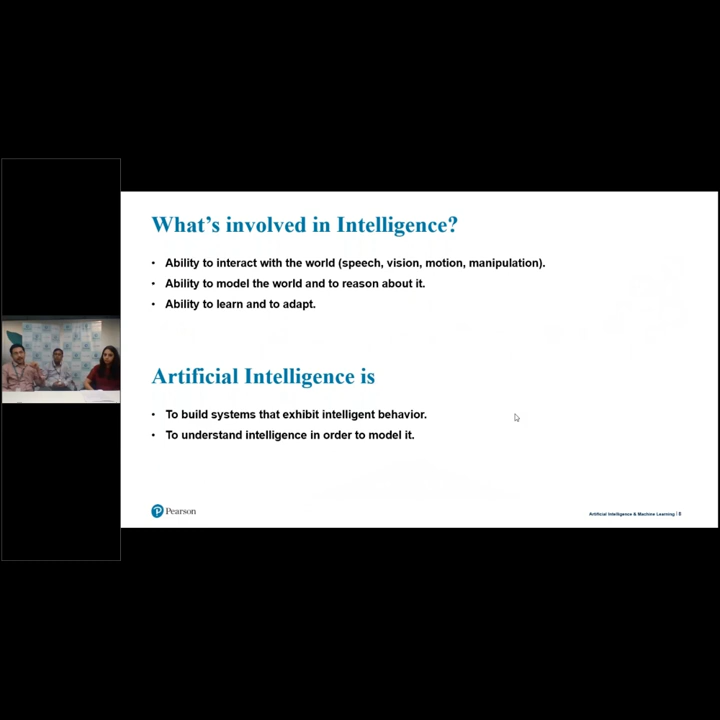 What's involved in Intelligence?
• Ability to interact with the world (speech, vision, motion, manipulation).
• Ability to model the world and to reason about it.
• Ability to learn and to adapt.
Artificial Intelligence is
• To build systems that exhibit intelligent behavior.
• To understand intelligence in order to model it.
Pearson
Artificial Intelligence & Machine Learning | 8